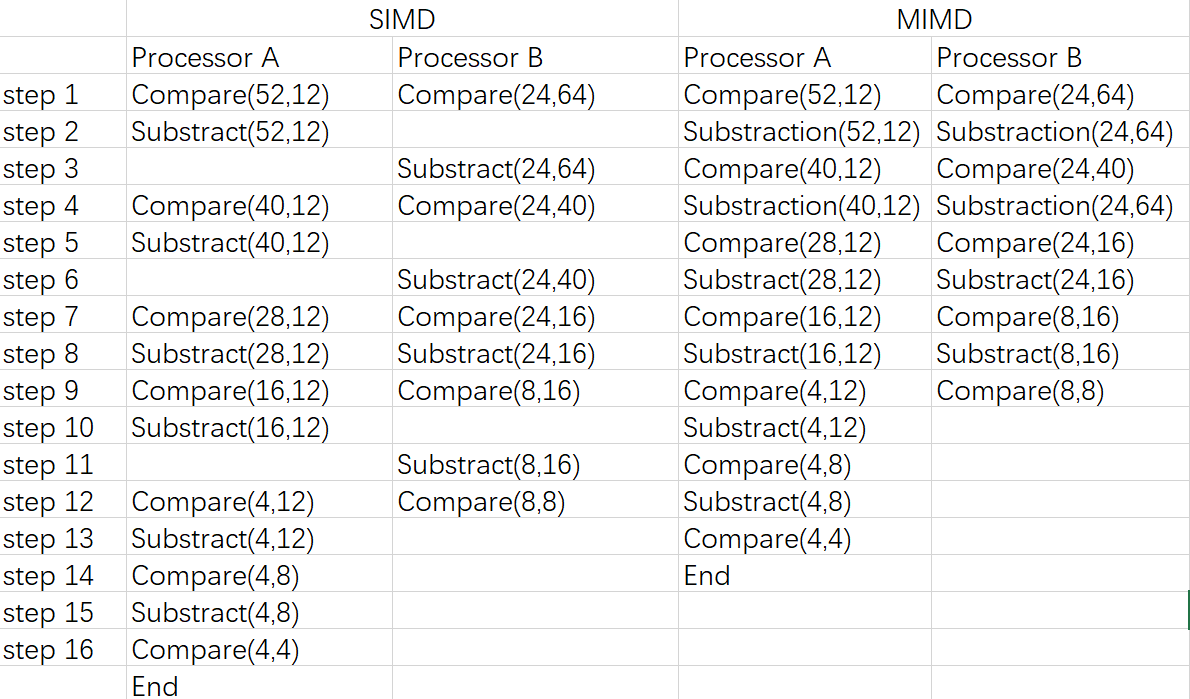 SIMD MIMD
Processor A Processor B Processor A Processor B
step 1 Compare(52,12) Compare(24,64) Compare(52,12) Compare(24,64)
step 2 Substract(52,12) Substraction(52,12) Substraction(24,64)
step 3 Substract(24,64) Compare(40,12) Compare(24,40)
step 4 Compare(40,12) Compare(24,40) Substraction(40,12) Substraction(24,64)
step 5 Substract(40,12) Compare(28,12) Compare(24,16)
step 6 Substract(24,40) Substract(28,12) Substract(24,16)
step 7 Compare(28,12) Compare(24,16) Compare(16,12) Compare(8,16)
step 8 Substract(28,12) Substract(24,16) Substract(16,12) Substract(8,16)
step 9 Compare(16,12) Compare(8,16) Compare(4,12) Compare(8,8)
step 10 Substract(16,12) Substract(4,12)
step 11 Substract(8,16) Compare(4,8)
step 12 Compare(4,12) Compare(8,8) Substract(4,8)
step 13 Substract(4,12) Compare(4,4)
step 14 Compare(4,8) End
step 15 Substract(4,8)
step 16 Compare(4,4)
End